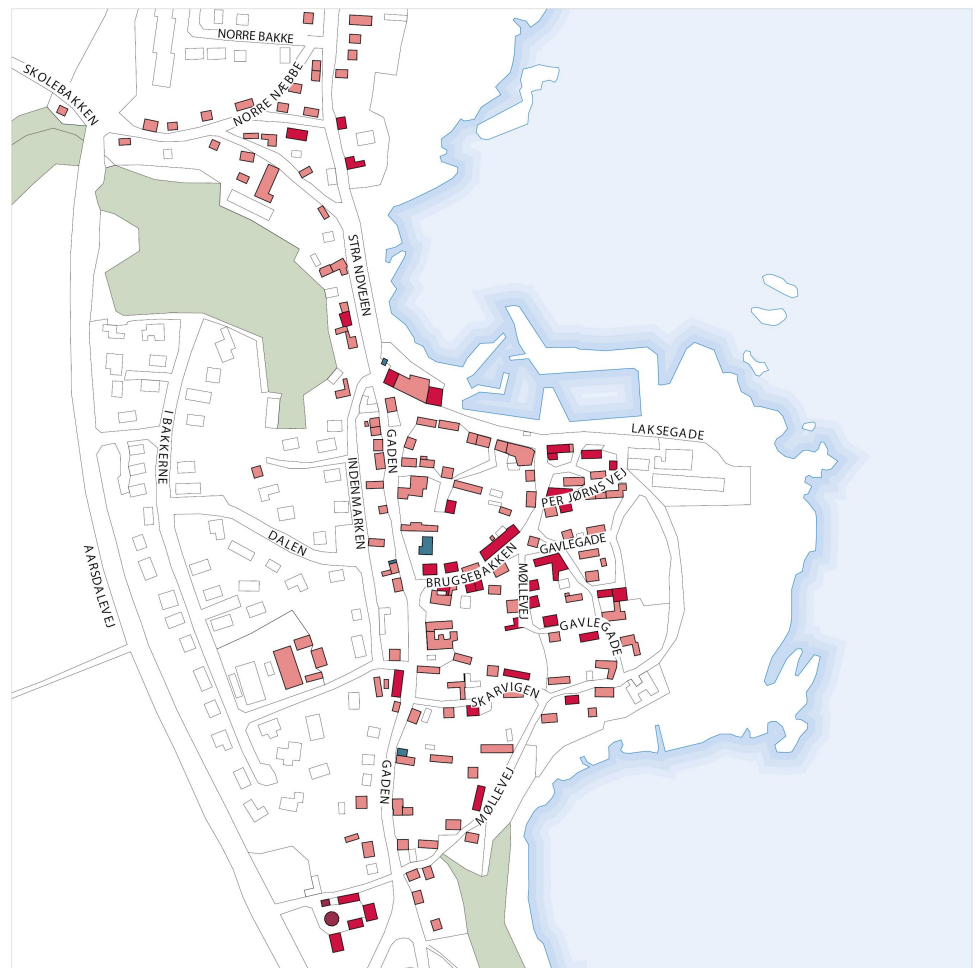 NORRE BAKKE
SKOLEBAKKEN
NORRE NÆBBE
STRANDVEJEN
LAKSEGADE
I BAKKERNE
GADEN
INDENMARKEN
PER JØRNS VEJ
DALEN
GAVLEGADE
BRUGSEBAKKEN
MØLLEVEJ
AARSDALEVEJ
GAVLEGADE
SKARVIGEN
GADEN
MØLLEVEJ